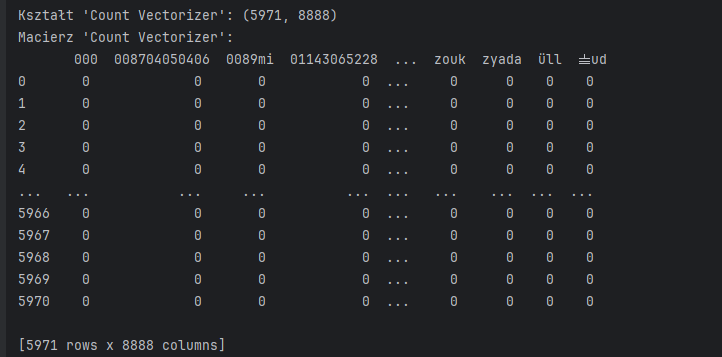 Kształt 'Count Vectorizer': (5971, 8888)
Macierz 'Count Vectorizer':
000 008704050406 0089mi 01143065228 ... zouk zyada üll 〨ud
0 0 0 0 0 ... 0 0 0 0
1 0 0 0 0 ... 0 0 0 0
2 0 0 0 0 ... 0 0 0 0
3 0 0 0 0 ... 0 0 0 0
4 0 0 0 0 ... 0 0 0 0
... ... ... ... ... ... ... ... ... ...
5966 0 0 0 0 ... 0 0 0 0
5967 0 0 0 0 ... 0 0 0 0
5968 0 0 0 0 ... 0 0 0 0
5969 0 0 0 0 ... 0 0 0 0
5970 0 0 0 0 ... 0 0 0 0
[5971 rows x 8888 columns]